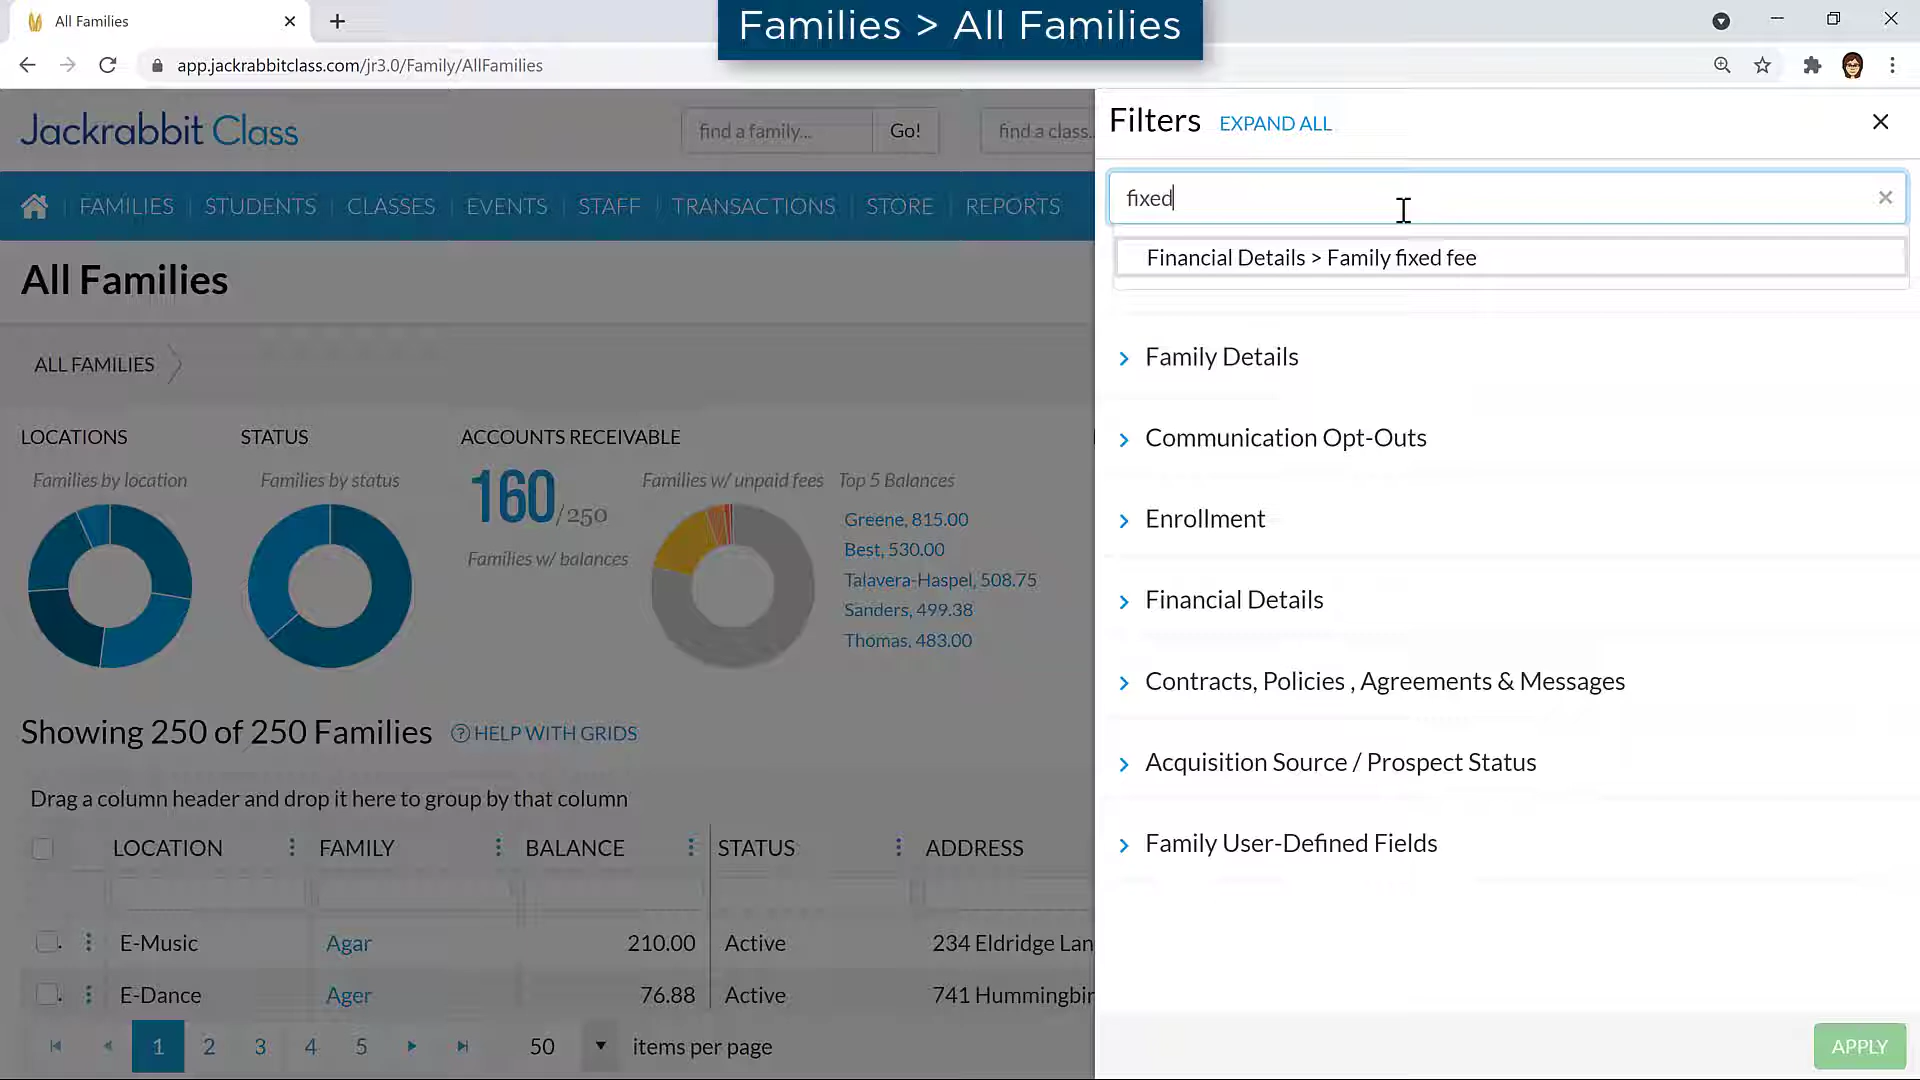 All Families
Families > All Families
app.jackrabbitclass.com/jr3.0/Family/AllFamilies
Jackrabbit Class
find a family...
Go!
find a class..
FAMILIES
STUDENTS
CLASSES
EVENTS
STAFF
TRANSACTIONS
STORE
REPORTS
All Families
ALL FAMILIES
LOCATIONS
STATUS
ACCOUNTS RECEIVABLE
Families by location
Families by status
160/250
Families w/ balances
Families w/ unpaid fees
Top 5 Balances
Greene, 815.00
Best, 530.00
Talavera-Haspel, 508.75
Sanders, 499.38
Thomas, 483.00
Showing 250 of 250 Families
? HELP WITH GRIDS
Drag a column header and drop it here to group by that column
LOCATION FAMILY BALANCE STATUS ADDRESS
E-Music Agar 210.00 Active 234 Eldridge Lan
E-Dance Ager 76.88 Active 741 Hummingbir
1 2 3 4 5 50 items per page
Filters
EXPAND ALL
fixed
Financial Details > Family fixed fee
Family Details
Communication Opt-Outs
Enrollment
Financial Details
Contracts, Policies , Agreements & Messages
Acquisition Source / Prospect Status
Family User-Defined Fields
APPLY